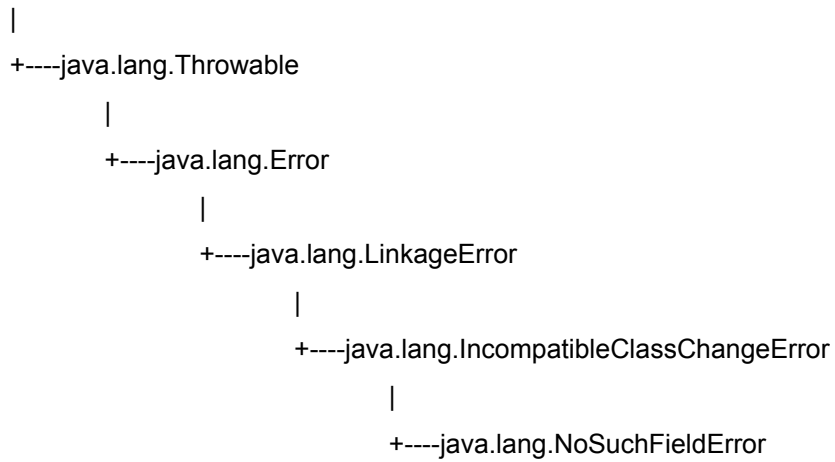 |
+----java.lang.Throwable
|
+----java.lang.Error
|
+----java.lang.LinkageError
|
+----java.lang.IncompatibleClassChangeError
|
+----java.lang.NoSuchFieldError